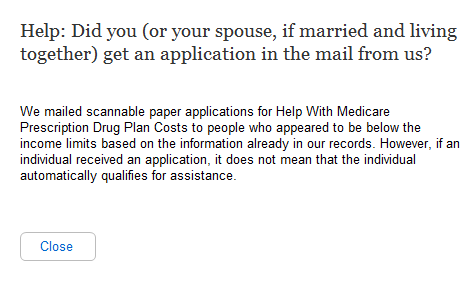 Help: Did you (or your spouse, if married and living
together) get an application in the mail from us?
We mailed scannable paper applications for Help With Medicare
Prescription Drug Plan Costs to people who appeared to be below the
income limits based on the information already in our records. However, if an
individual received an application, it does not mean that the individual
automatically qualifies for assistance.
Close